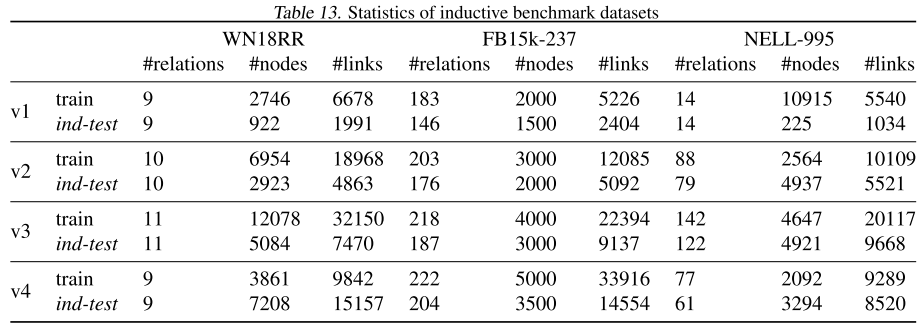 Table 13. Statistics of inductive benchmark datasets
WN18RR FB15k-237 NELL-995
#relations #nodes #links #relations #nodes #links #relations #nodes #links
v1 train 9 2746 6678 183 2000 5226 14 10915 5540
ind-test 9 922 1991 146 1500 2404 14 225 1034
v2 train 10 6954 18968 203 3000 12085 88 2564 10109
ind-test 10 2923 4863 176 2000 5092 79 4937 5521
v3 train 11 12078 32150 218 4000 22394 142 4647 20117
ind-test 11 5084 7470 187 3000 9137 122 4921 9668
v4 train 9 3861 9842 222 5000 33916 77 2092 9289
ind-test 9 7208 15157 204 3500 14554 61 3294 8520